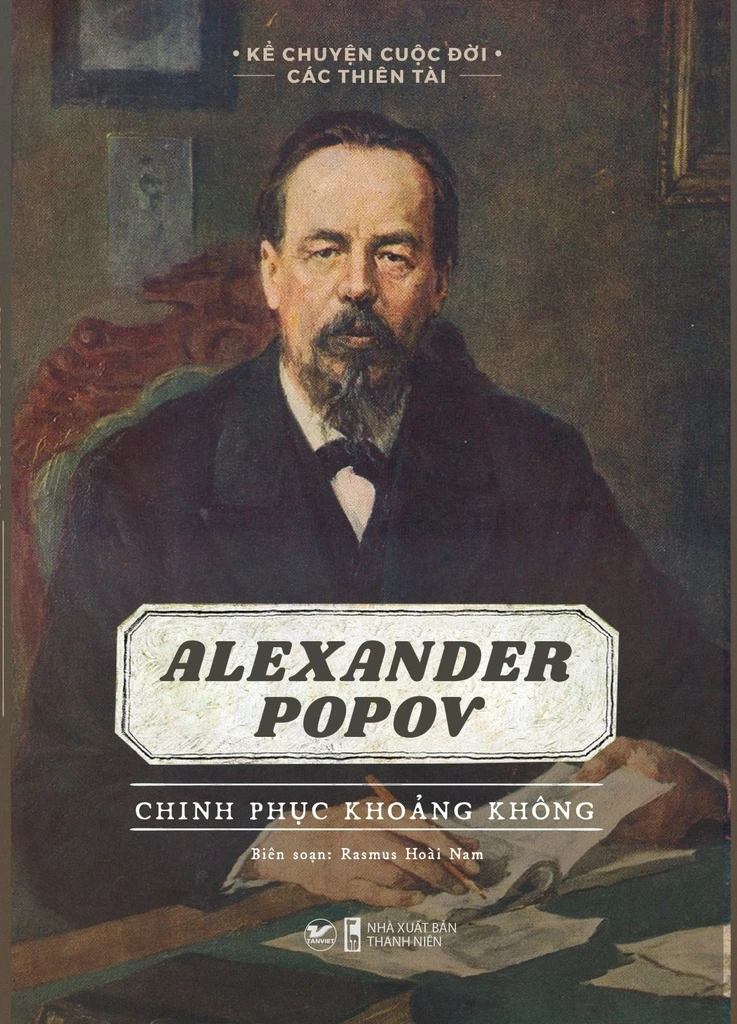 • KỂ CHUYỆN CUỘC ĐỜI •
CÁC THIÊN TÀI
ALEXANDER
POPOV
CHINH PHỤC KHOẢNG KHÔNG
Biên soạn: Rasmus Hoài Nam
TANVIET
NHÀ XUẤT BẢN
THANH NIÊN